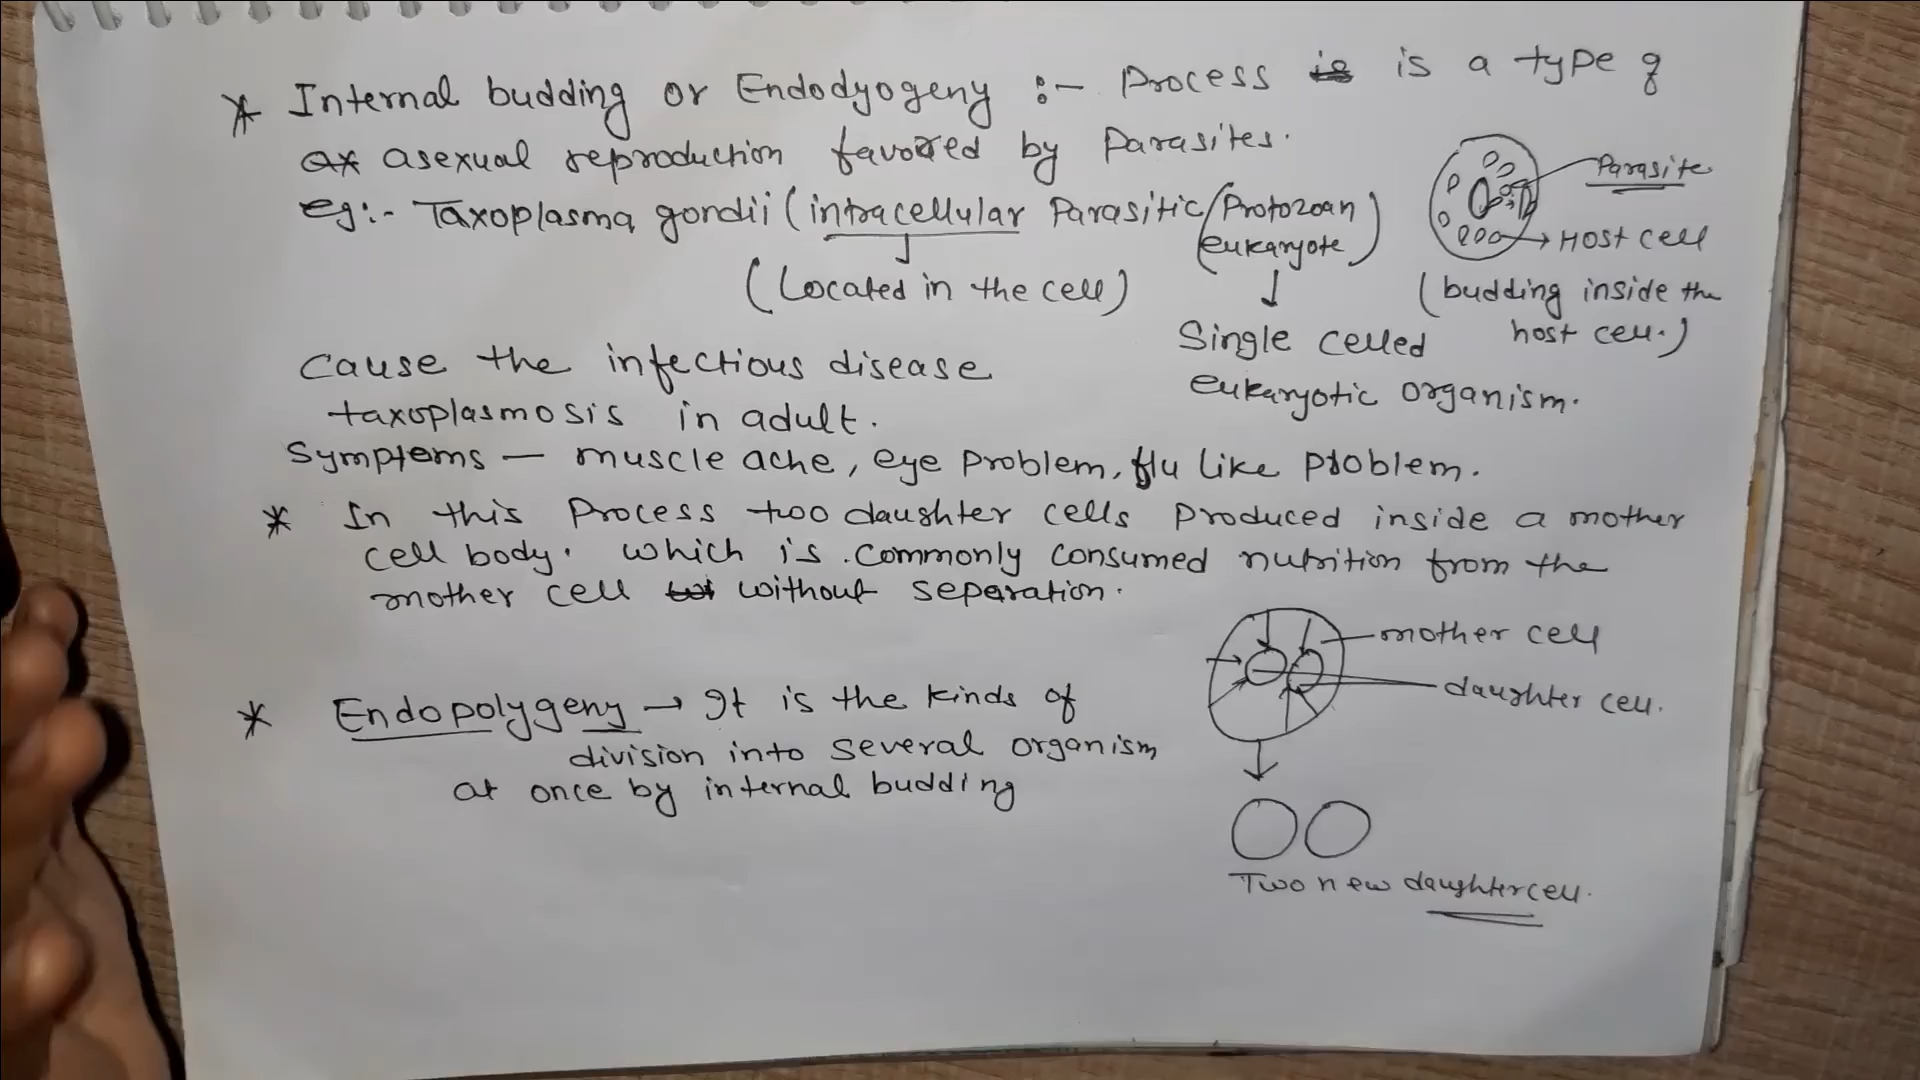 * Internal budding or Endodyogeny :- Process is is a type of
ax asexual reproduction favored by Parasites.
eg:- Taxoplasma gondii (intracellular Parasitic/Protozoan
eukaryote)
(Located in the cell)
Parasite
Host cell
(budding inside the
host cell.)
Single celled
eukaryotic organism.
cause the infectious disease
taxoplasmosis in adult.
Symptems — muscle ache, eye problem, flu like problem.
* In this Process two daughter cells produced inside a mother
cell body. which is commonly consumed nutrition from the
mother cell without separation.
mother cell
daughter cell.
* Endopolygeny → It is the kinds of
division into several organism
at once by internal budding
Two new daughter cell.